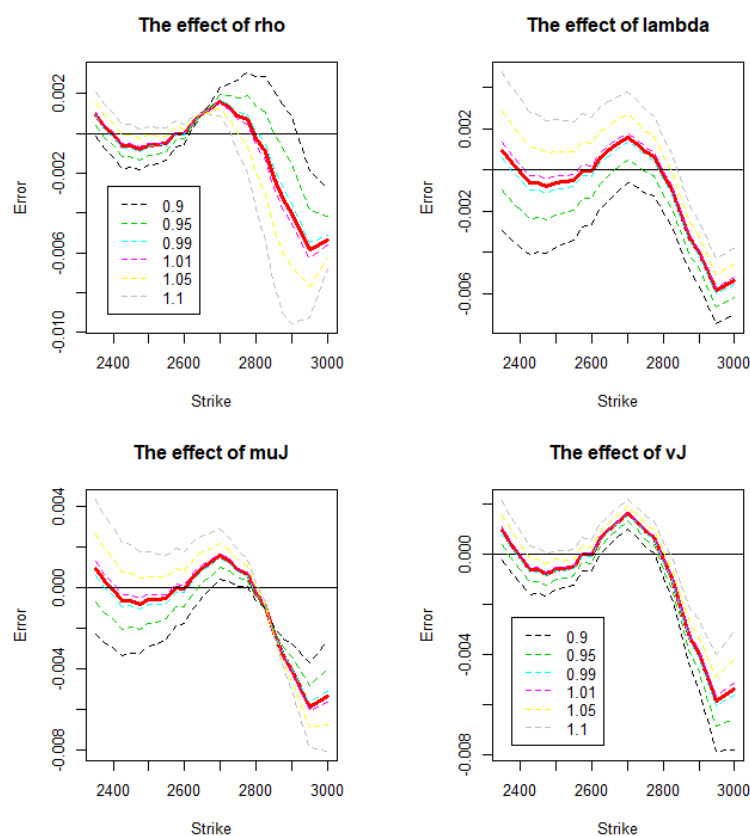 The effect of rho
Error
0.002
-0.002
-0.006
-0.010
0.9
0.95
0.99
1.01
1.05
1.1
2400 2600 2800 3000
Strike
The effect of lambda
Error
0.002
-0.002
-0.006
2400 2600 2800 3000
Strike
The effect of muJ
Error
0.004
0.000
-0.004
-0.008
2400 2600 2800 3000
Strike
The effect of vJ
Error
0.000
-0.004
-0.008
0.9
0.95
0.99
1.01
1.05
1.1
2400 2600 2800 3000
Strike